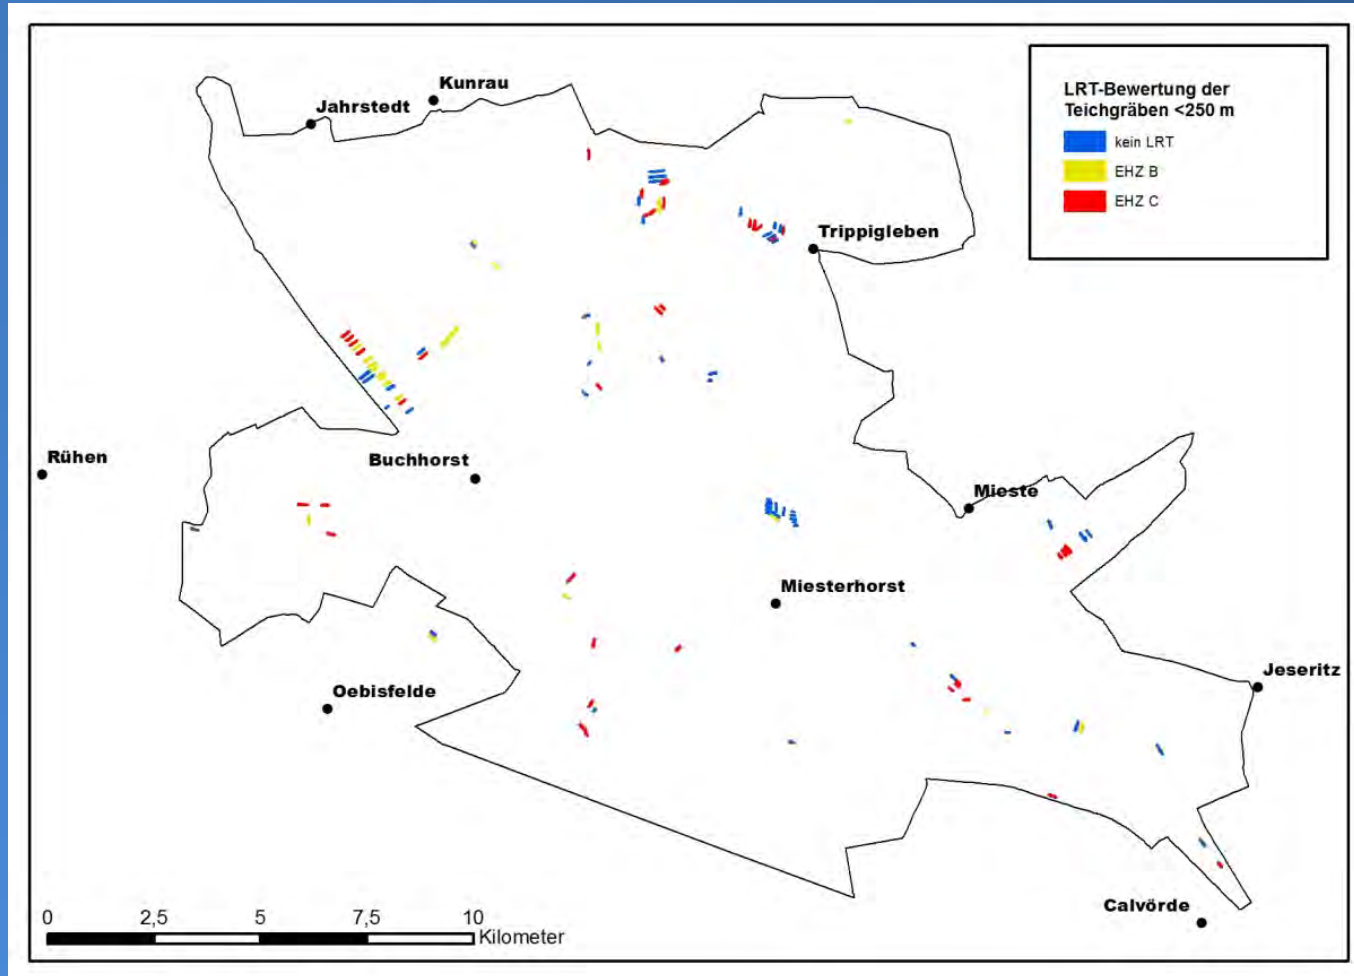 Kunrau
Jahrstedt
LRT-Bewertung der
Teichgräben <250 m
kein LRT
EHZ B
EHZ C
Trippigleben
Rühen
Buchhorst
Mieste
Miesterhorst
Jeseritz
Oebisfelde
Calvörde
0 2,5 5 7,5 10
Kilometer